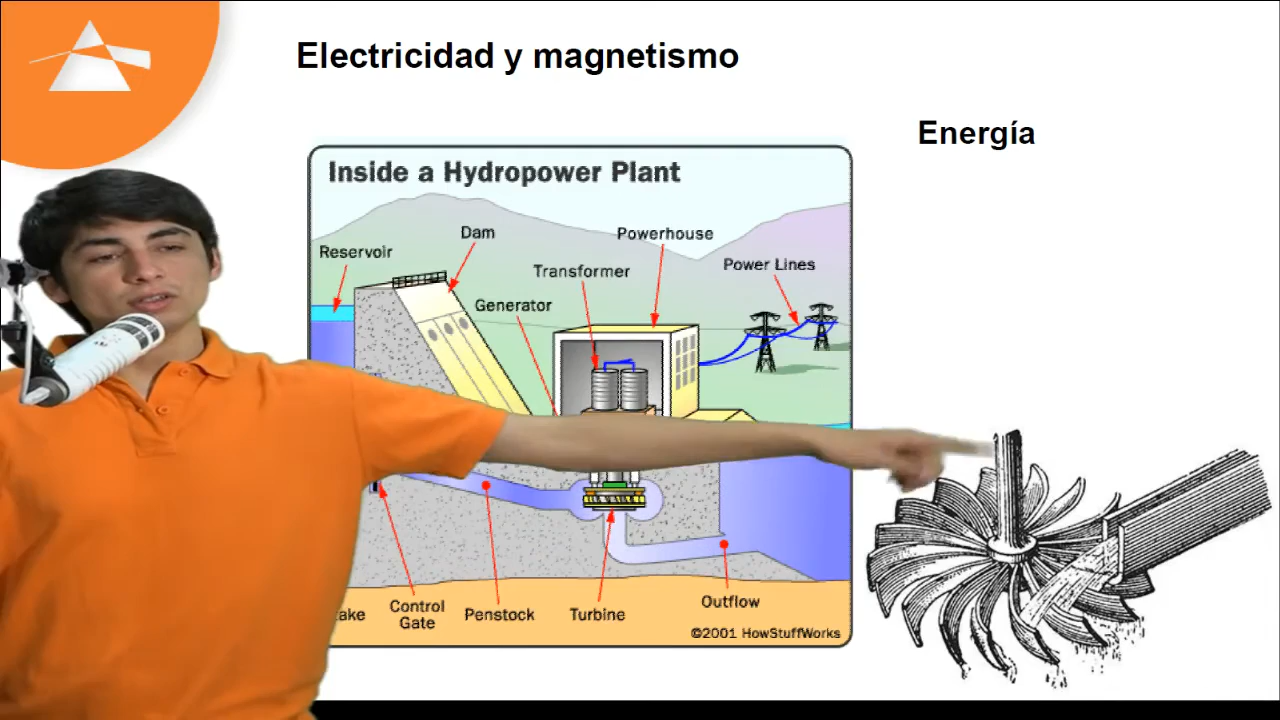 Electricidad y magnetismo
Energía
Inside a Hydropower Plant
Reservoir
Dam
Powerhouse
Transformer
Power Lines
Generator
Control
Gate
Penstock
Turbine
Outflow
©2001 HowStuffWorks